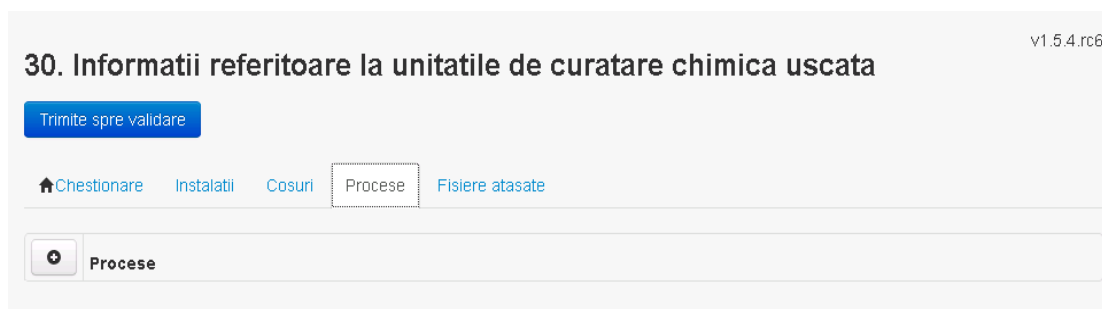 v1.5.4.rc6
30. Informatii referitoare la unitatile de curatare chimica uscata
Trimite spre validare
Chestionare Instalatii Cosuri Procese Fisiere atasate
Procese